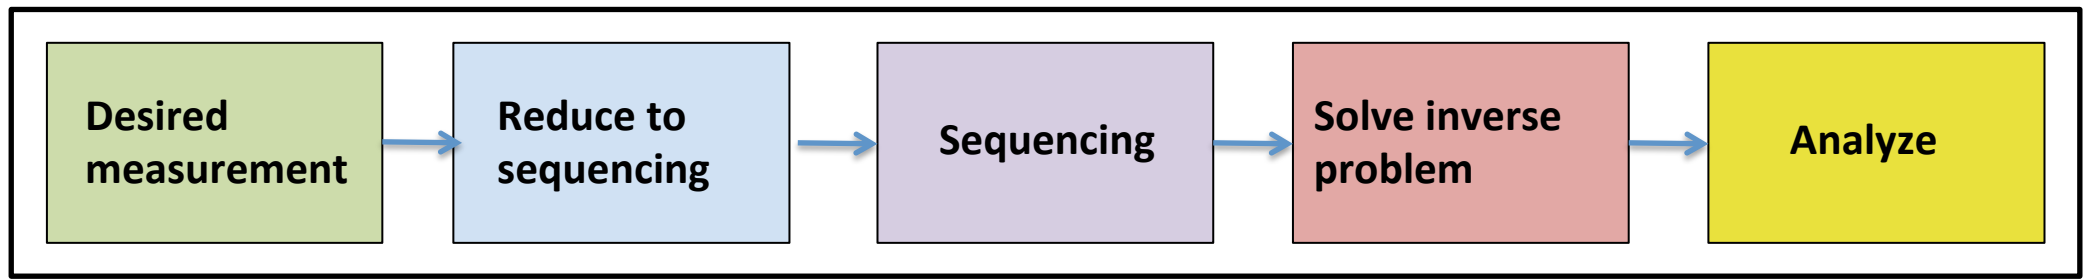 Desired
measurement
Reduce to
sequencing
Sequencing
Solve inverse
problem
Analyze